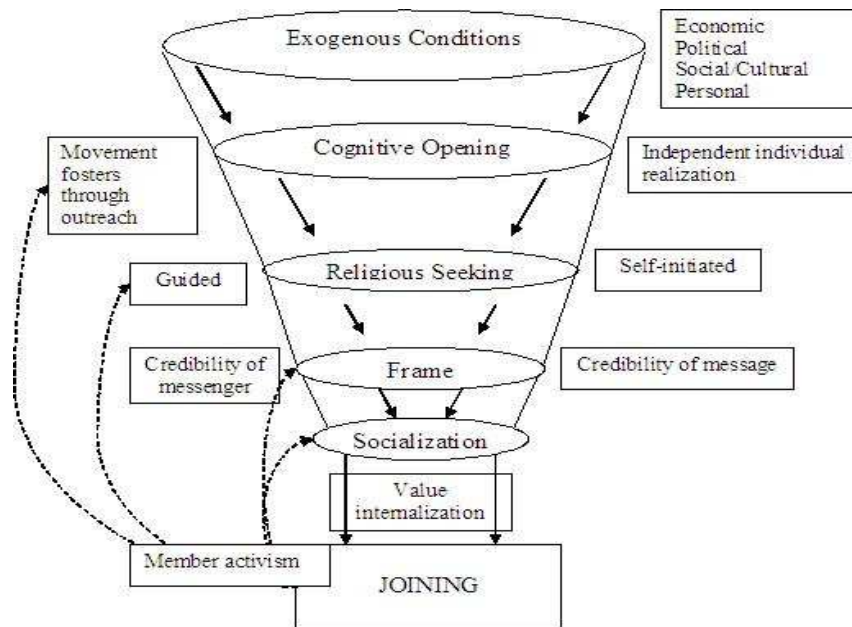 Exogenous Conditions
Economic
Political
Social/Cultural
Personal
Movement
fosters
through
outreach
Cognitive Opening
Independent individual
realization
Guided
Religious Seeking
Self-initiated
Credibility of
messenger
Frame
Credibility of message
Socialization
Value
internalization
Member activism
JOINING